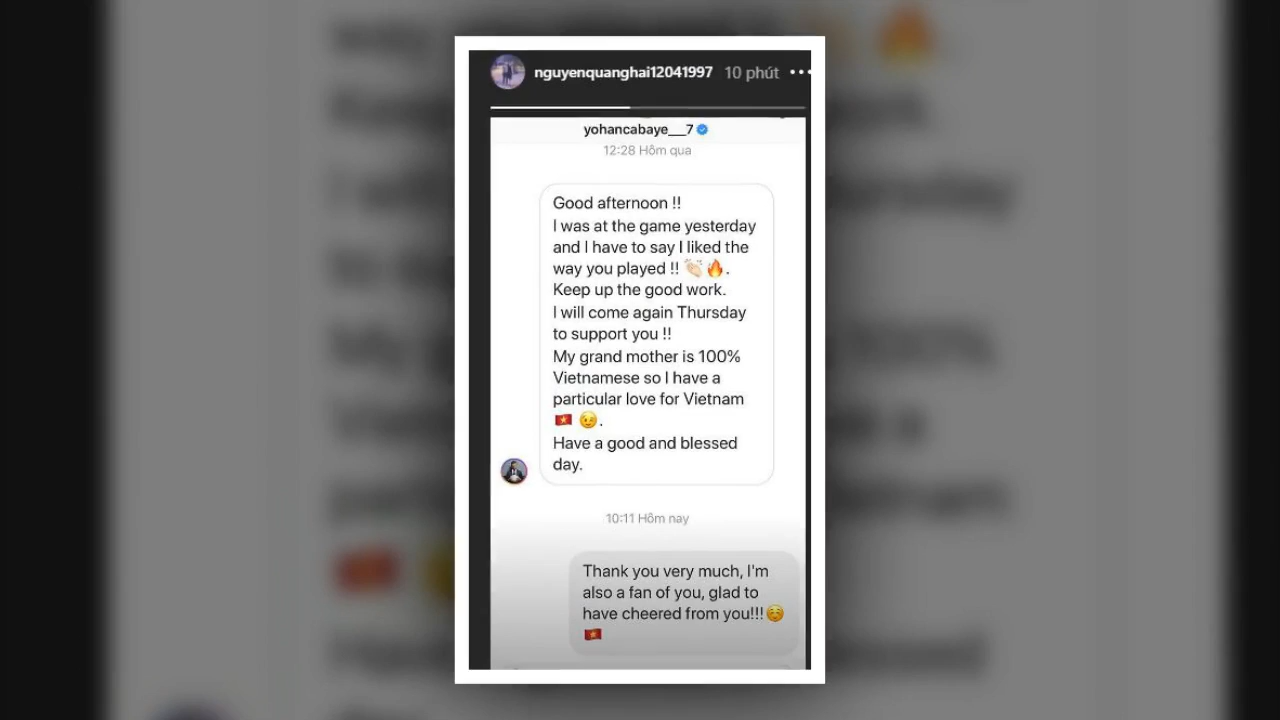 nguyenquanghai12041997 10 phút •••
yohancabaye___7
12:28 Hôm qua
Good afternoon !!
I was at the game yesterday
and I have to say I liked the
way you played !! 👏🏻🔥.
Keep up the good work.
I will come again Thursday
to support you !!
My grand mother is 100%
Vietnamese so I have a
particular love for Vietnam
🇻🇳 😉.
Have a good and blessed
day.
10:11 Hôm nay
Thank you very much, I'm
also a fan of you, glad to
have cheered from you!!!☺️
🇻🇳